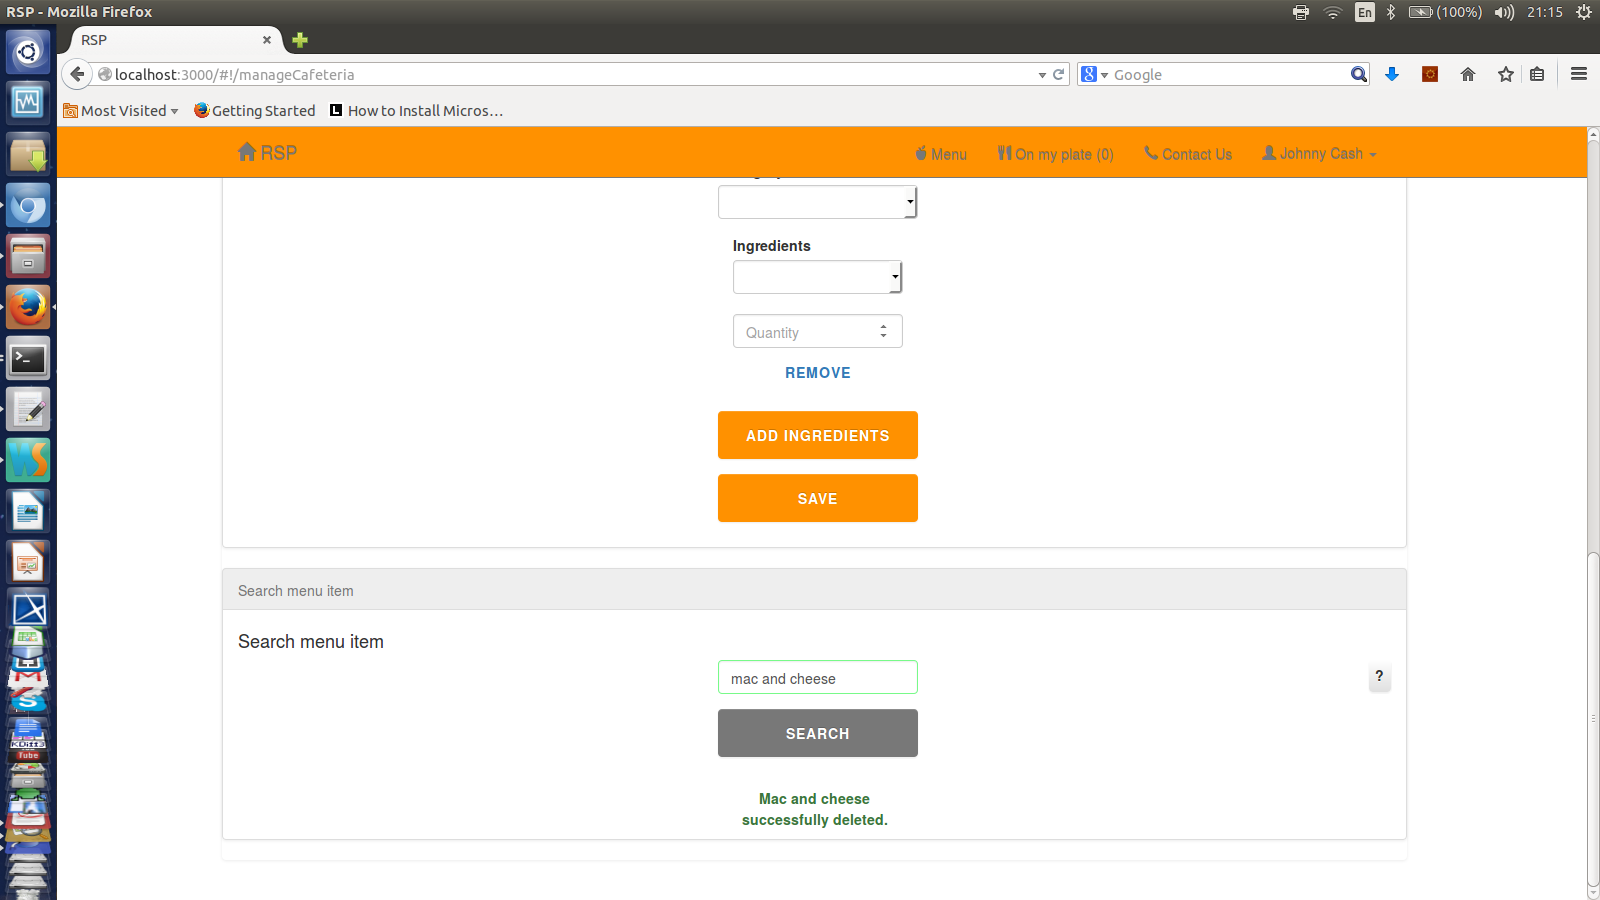 RSP - Mozilla Firefox
En
(100%)
21:15
RSP
localhost:3000/#!/manageCafeteria
Google
Most Visited
Getting Started
How to Install Micros...
RSP
Menu
On my plate (0)
Contact Us
Johnny Cash
Ingredients
Quantity
REMOVE
ADD INGREDIENTS
SAVE
Search menu item
Search menu item
mac and cheese
?
SEARCH
Mac and cheese
successfully deleted.